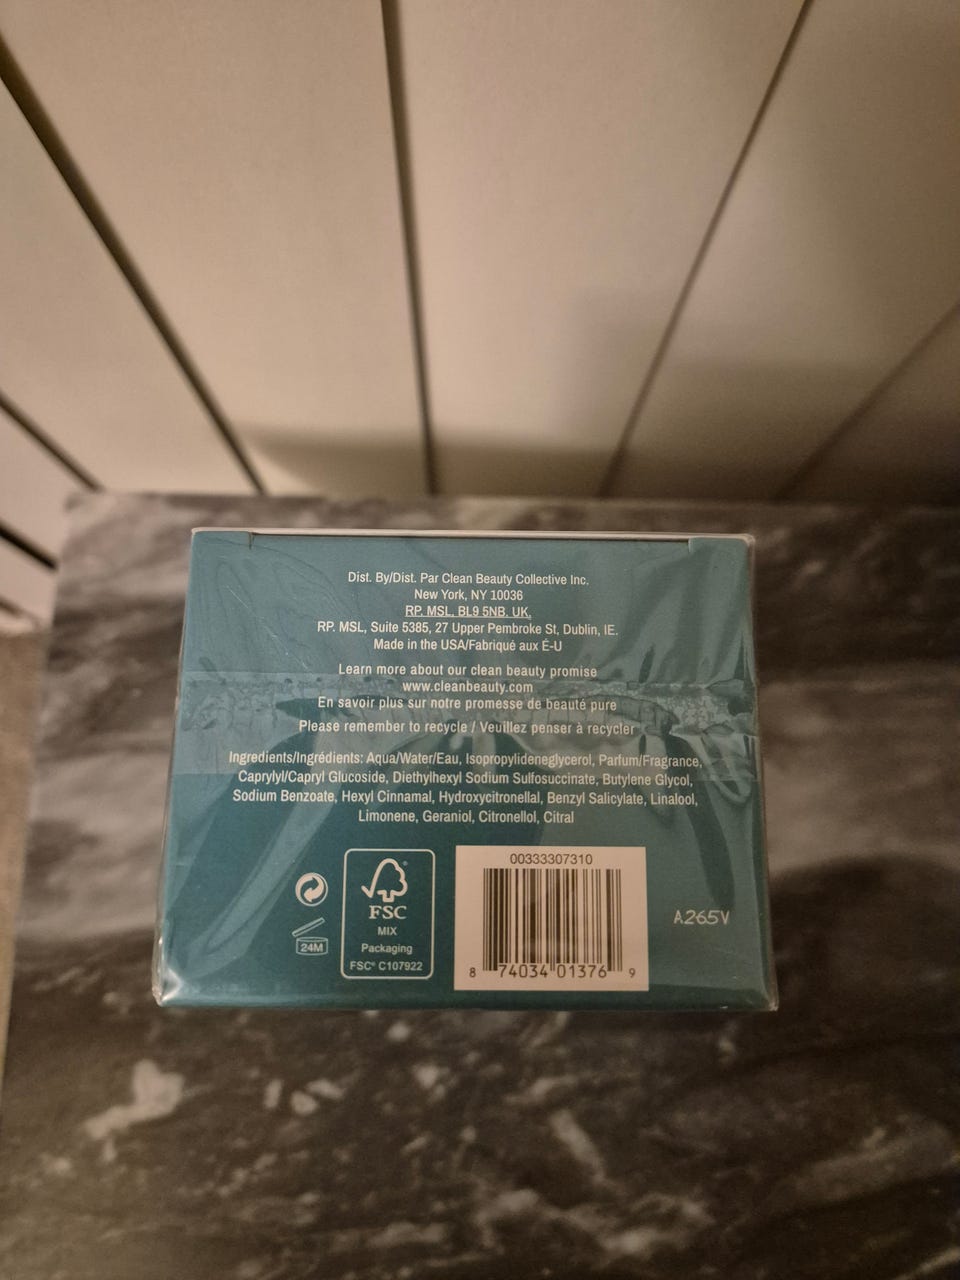 Dist. By/Dist. Par Clean Beauty Collective Inc.
New York, NY 10036
RP. MSL, BL9 5NB. UK.
RP. MSL, Suite 5385, 27 Upper Pembroke St, Dublin, IE.
Made in the USA/Fabriqué aux É-U
Learn more about our clean beauty promise
www.cleanbeauty.com
En savoir plus sur notre promesse de beauté pure
Please remember to recycle / Veuillez penser à recycler
Ingredients/Ingrédients: Aqua/Water/Eau, Isopropylideneglycerol, Parfum/Fragrance,
Caprylyl/Capryl Glucoside, Diethylhexyl Sodium Sulfosuccinate, Butylene Glycol,
Sodium Benzoate, Hexyl Cinnamal, Hydroxycitronellal, Benzyl Salicylate, Linalool,
Limonene, Geraniol, Citronellol, Citral
24M
FSC®
MIX
Packaging
FSC® C107922
00333307310
8 74034 01376 9
A265V